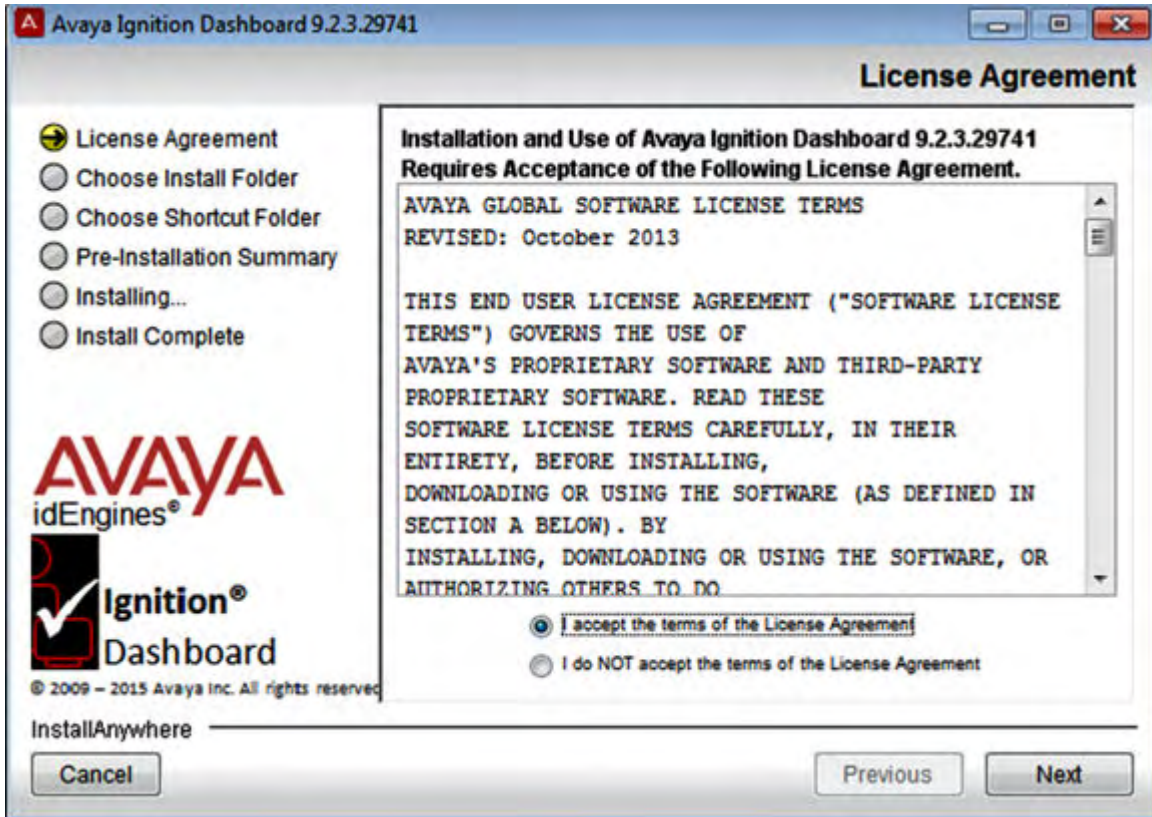 Avaya Ignition Dashboard 9.2.3.29741
License Agreement
License Agreement
Choose Install Folder
Choose Shortcut Folder
Pre-Installation Summary
Installing...
Install Complete
AVAYA
idEngines®
Ignition®
Dashboard
© 2009 – 2015 Avaya Inc. All rights reserved
Installation and Use of Avaya Ignition Dashboard 9.2.3.29741
Requires Acceptance of the Following License Agreement.
AVAYA GLOBAL SOFTWARE LICENSE TERMS
REVISED: October 2013
THIS END USER LICENSE AGREEMENT ("SOFTWARE LICENSE
TERMS") GOVERNS THE USE OF
AVAYA'S PROPRIETARY SOFTWARE AND THIRD-PARTY
PROPRIETARY SOFTWARE. READ THESE
SOFTWARE LICENSE TERMS CAREFULLY, IN THEIR
ENTIRETY, BEFORE INSTALLING,
DOWNLOADING OR USING THE SOFTWARE (AS DEFINED IN
SECTION A BELOW). BY
INSTALLING, DOWNLOADING OR USING THE SOFTWARE, OR
AUTHORIZING OTHERS TO DO
I accept the terms of the License Agreement
I do NOT accept the terms of the License Agreement
InstallAnywhere
Cancel
Previous
Next